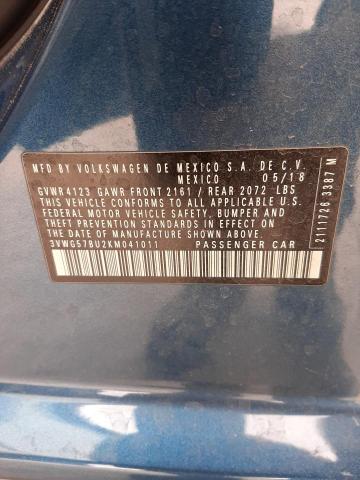 MFD BY VOLKSWAGEN DE MEXICO S.A. DE C.V.
MEXICO 05/18
GVWR 4123 GAWR FRONT 2161 / REAR 2072 LBS
THIS VEHICLE CONFORMS TO ALL APPLICABLE
FEDERAL MOTOR VEHICLE SAFETY, BUMPER AND
THEFT PREVENTION STANDARDS IN EFFECT ON
THE DATE OF MANUFACTURE SHOWN ABOVE.
3VWG57BU2KM041011 PASSENGER CAR
21117726 3387 M